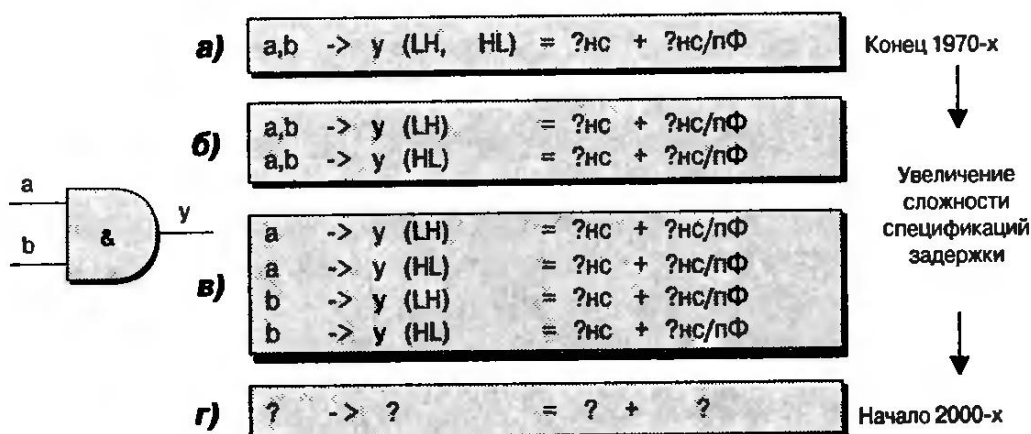 а) a,b -> y (LH, HL) = ?нс + ?нс/пФ
Конец 1970-х
б) a,b -> y (LH) = ?нс + ?нс/пФ
a,b -> y (HL) = ?нс + ?нс/пФ
Увеличение
сложности
спецификаций
задержки
a
b
&
y
в) a -> y (LH) = ?нс + ?нс/пФ
a -> y (HL) = ?нс + ?нс/пФ
b -> y (LH) = ?нс + ?нс/пФ
b -> y (HL) = ?нс + ?нс/пФ
г) ? -> ? = ? + ?
Начало 2000-х